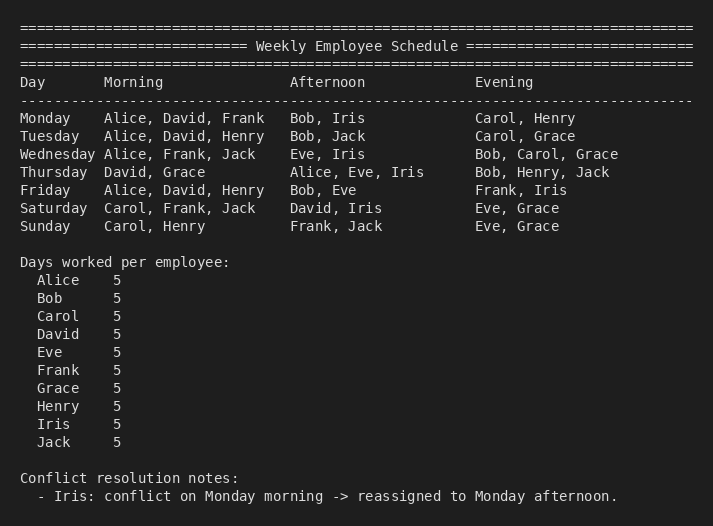 ================================================================================
=========================== Weekly Employee Schedule ===========================
================================================================================
Day       Morning               Afternoon             Evening
--------------------------------------------------------------------------------
Monday    Alice, David, Frank   Bob, Iris             Carol, Henry
Tuesday   Alice, David, Henry   Bob, Jack             Carol, Grace
Wednesday Alice, Frank, Jack    Eve, Iris             Bob, Carol, Grace
Thursday  David, Grace          Alice, Eve, Iris      Bob, Henry, Jack
Friday    Alice, David, Henry   Bob, Eve              Frank, Iris
Saturday  Carol, Frank, Jack    David, Iris           Eve, Grace
Sunday    Carol, Henry          Frank, Jack           Eve, Grace

Days worked per employee:
  Alice    5
  Bob      5
  Carol    5
  David    5
  Eve      5
  Frank    5
  Grace    5
  Henry    5
  Iris     5
  Jack     5

Conflict resolution notes:
  - Iris: conflict on Monday morning -> reassigned to Monday afternoon.